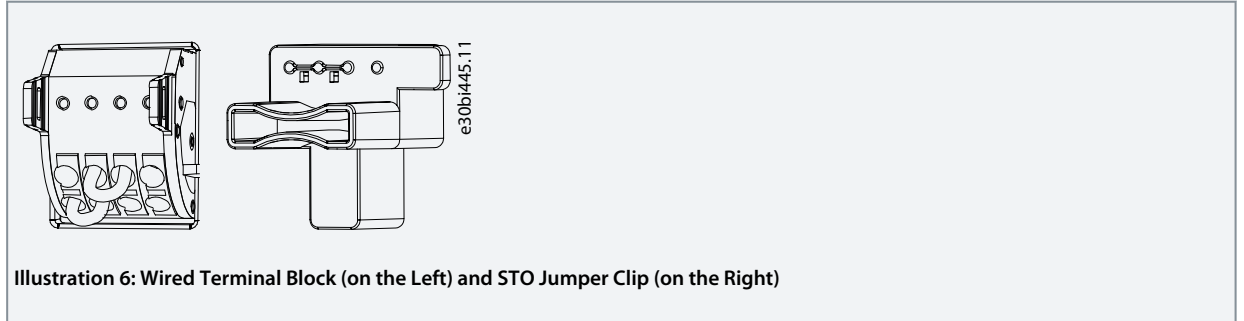 e30bi445.11
Illustration 6: Wired Terminal Block (on the Left) and STO Jumper Clip (on the Right)